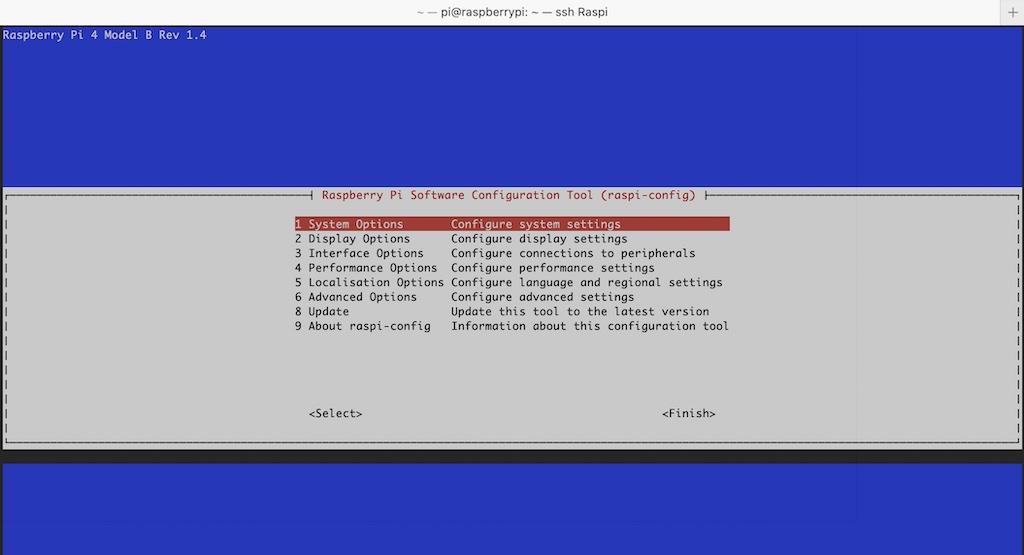 ~ — pi@raspberrypi: ~ — ssh Raspi
+
Raspberry Pi 4 Model B Rev 1.4
Raspberry Pi Software Configuration Tool (raspi-config)
1 System Options Configure system settings
2 Display Options Configure display settings
3 Interface Options Configure connections to peripherals
4 Performance Options Configure performance settings
5 Localisation Options Configure language and regional settings
6 Advanced Options Configure advanced settings
8 Update Update this tool to the latest version
9 About raspi-config Information about this configuration tool
<Select> <Finish>